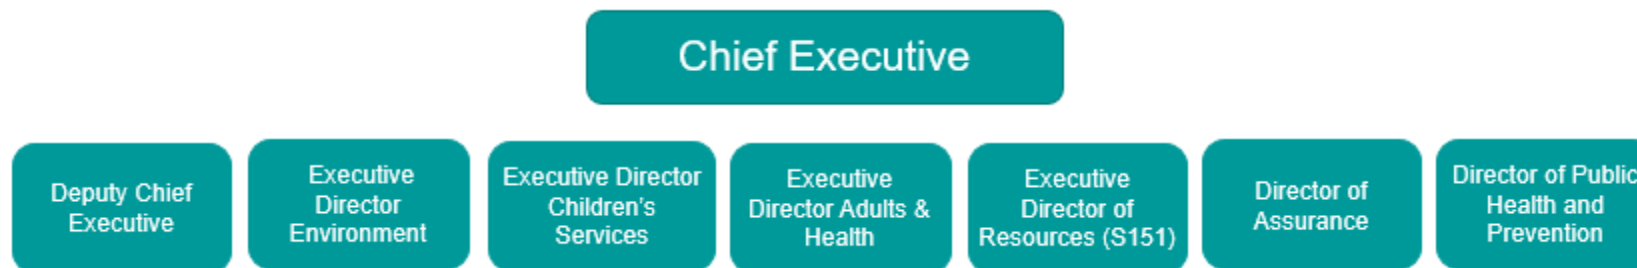 Chief Executive
Deputy Chief
Executive
Executive
Director
Environment
Executive Director
Children's
Services
Executive
Director Adults &
Health
Executive
Director of
Resources (S151)
Director of
Assurance
Director of Public
Health and
Prevention